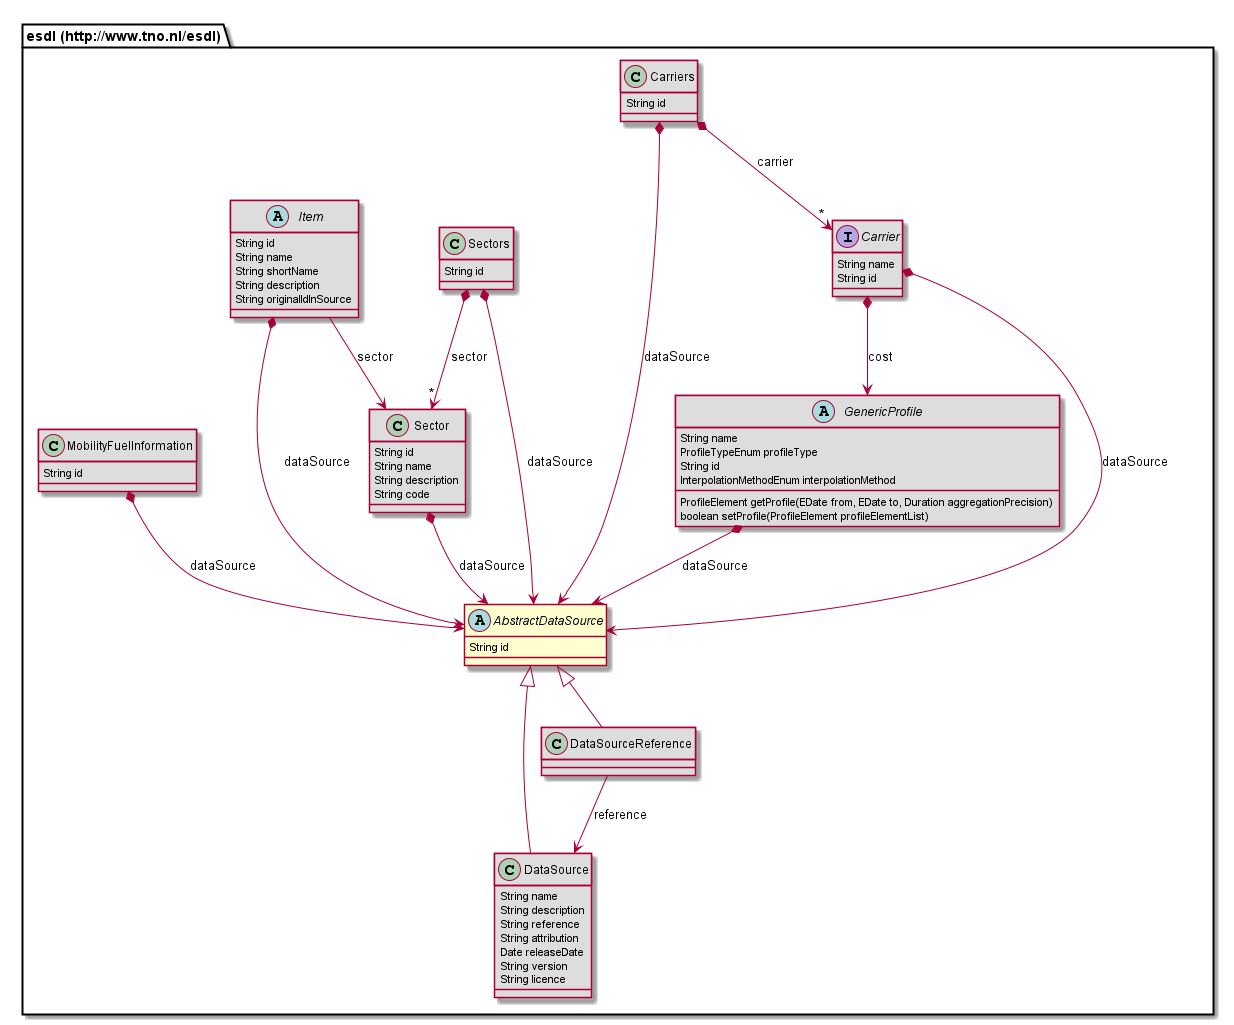 esdl (http://www.tno.nl/esdl)
C Carriers
String id
carrier
*
A Item
String id
String name
String shortName
String description
String originalIdInSource
C Sectors
String id
I Carrier
String name
String id
sector
sector
dataSource
cost
*
A GenericProfile
String name
ProfileTypeEnum profileType
String id
InterpolationMethodEnum interpolationMethod
ProfileElement getProfile(EDate from, EDate to, Duration aggregationPrecision)
boolean setProfile(ProfileElement profileElementList)
C Sector
String id
String name
String description
String code
C MobilityFuelInformation
String id
dataSource
dataSource
dataSource
dataSource
dataSource
dataSource
A AbstractDataSource
String id
C DataSourceReference
reference
C DataSource
String name
String description
String reference
String attribution
Date releaseDate
String version
String licence